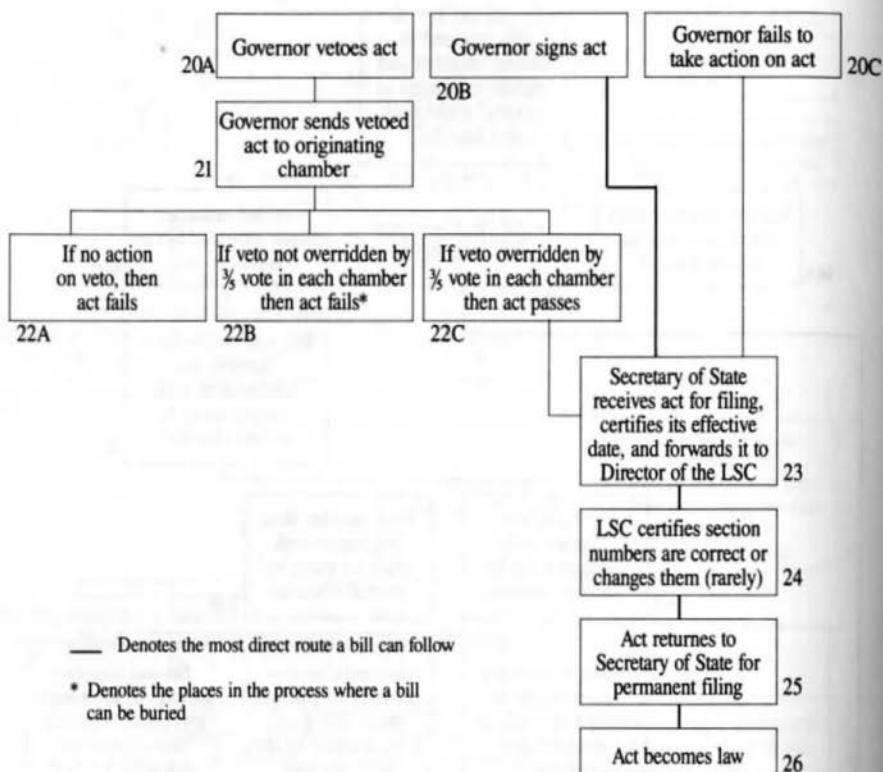 Governor vetoes act
20A
Governor signs act
20B
Governor fails to
take action on act
20C
Governor sends vetoed
act to originating
chamber
21
If no action
on veto, then
act fails
22A
If veto not overridden by
⅗ vote in each chamber
then act fails*
22B
If veto overridden by
⅗ vote in each chamber
then act passes
22C
Secretary of State
receives act for filing,
certifies its effective
date, and forwards it to
Director of the LSC
23
LSC certifies section
numbers are correct or
changes them (rarely)
24
Act returnes to
Secretary of State for
permanent filing
25
Act becomes law
26
Denotes the most direct route a bill can follow
* Denotes the places in the process where a bill
can be buried